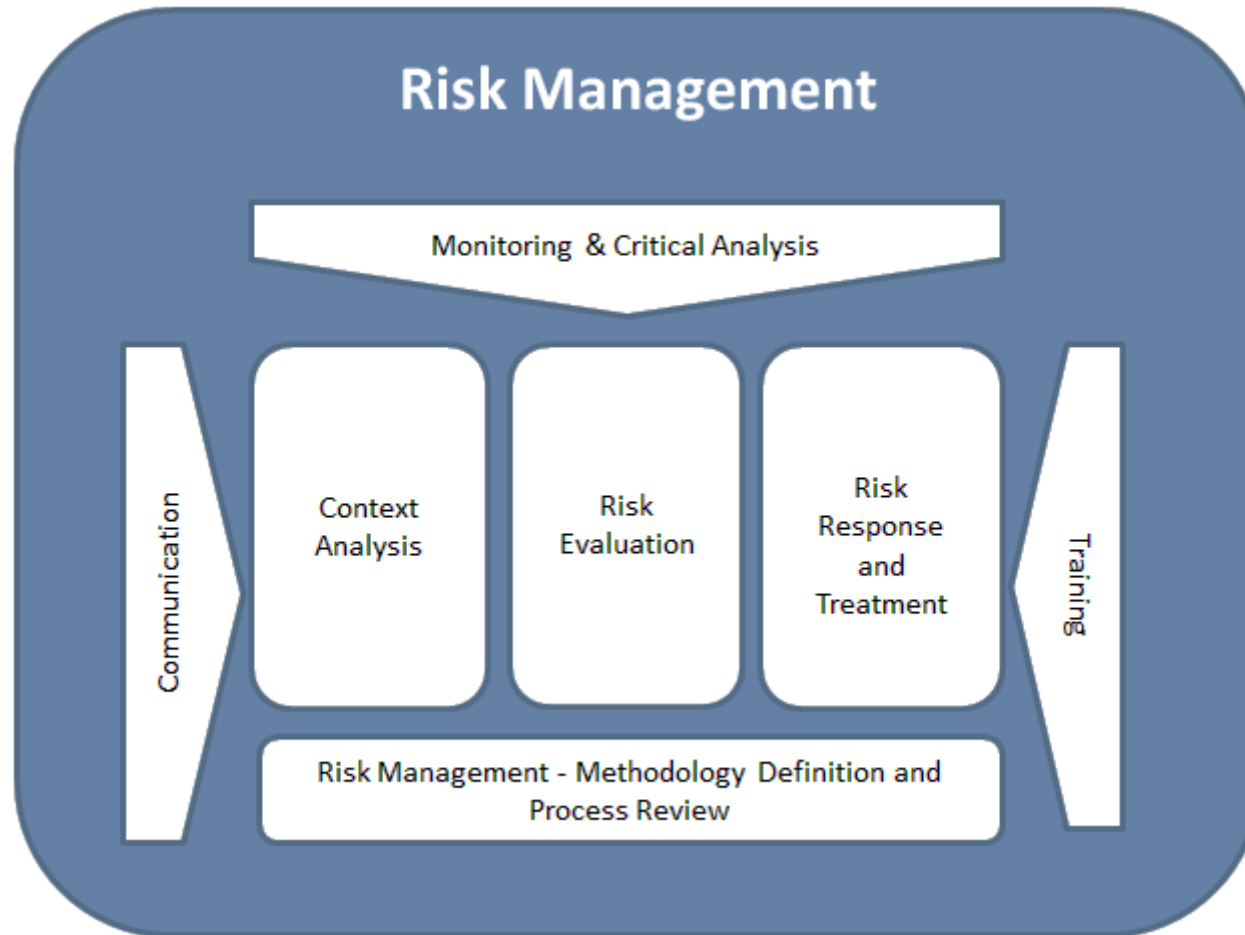 Risk Management
Monitoring & Critical Analysis
Communication
Context
Analysis
Risk
Evaluation
Risk
Response
and
Treatment
Training
Risk Management - Methodology Definition and
Process Review